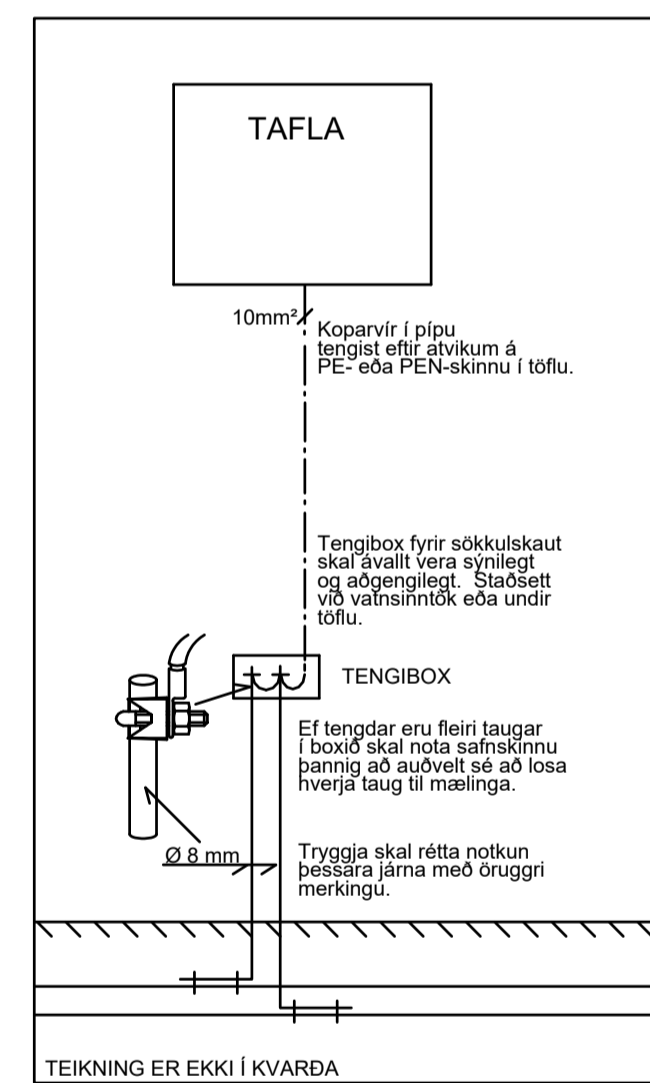 TAFLA
10mm²
Koparvír í pípu
tengist eftir atvikum á
PE- eða PEN-skinnu í töflu.
Tengibox fyrir sökkulskaut
skal ávallt vera sýnilegt
og aðgengilegt. Staðsett
við vatnsinntök eða undir
töflu.
TENGIBOX
Ef tengdar eru fleiri taugar
í boxið skal nota safnskinnu
þannig að auðvelt sé að losa
hverja taug til mælinga.
Ø 8 mm
Tryggja skal rétta notkun
þessara járna með öruggri
merkingu.
TEIKNING ER EKKI Í KVARÐA